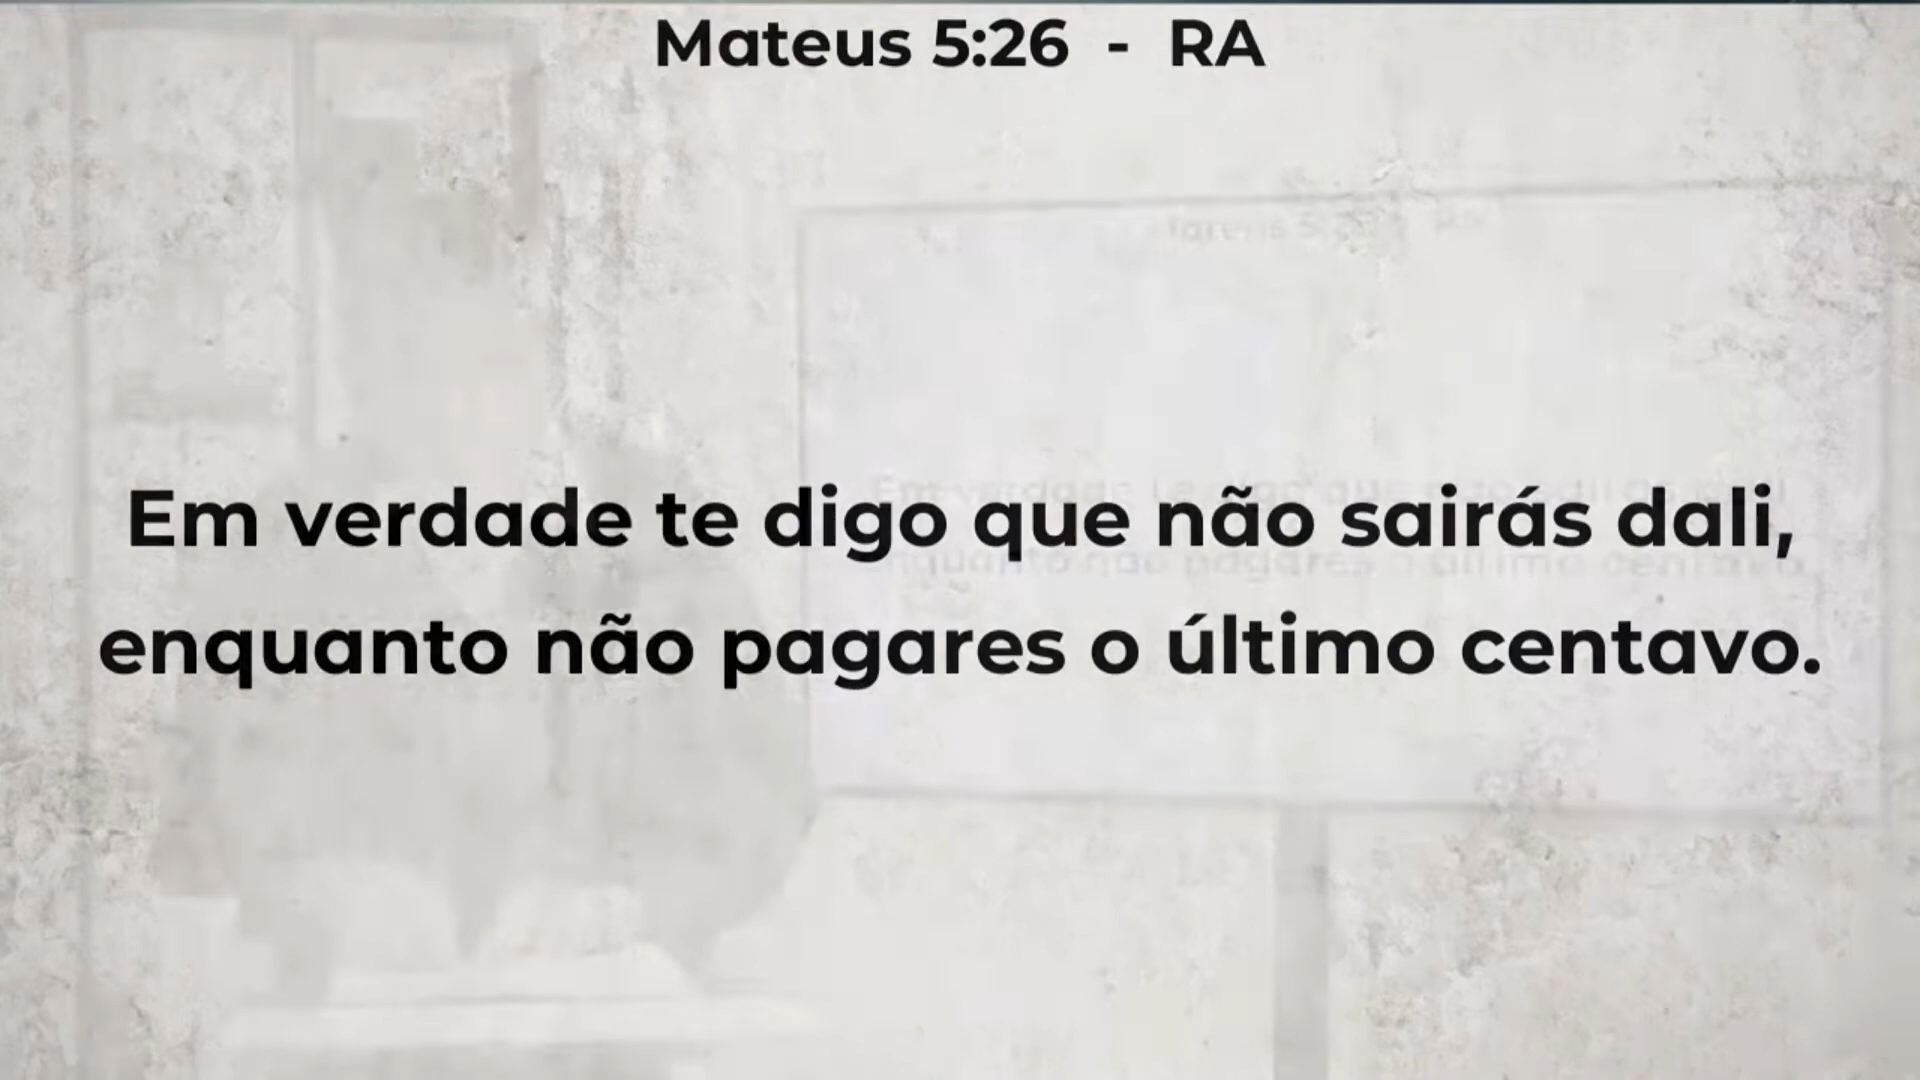 Mateus 5:26 - RA
Em verdade te digo que não sairás dali,
enquanto não pagares o último centavo.